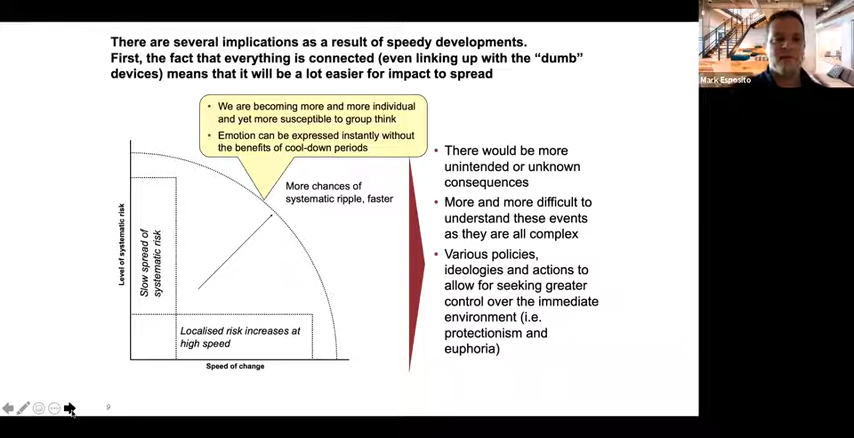 There are several implications as a result of speedy developments.
First, the fact that everything is connected (even linking up with the “dumb”
devices) means that it will be a lot easier for impact to spread
• We are becoming more and more individual
and yet more susceptible to group think
• Emotion can be expressed instantly without
the benefits of cool-down periods
More chances of
systematic ripple, faster
Level of systematic risk
Slow spread of
systematic risk
Localised risk increases at
high speed
Speed of change
• There would be more
unintended or unknown
consequences
• More and more difficult to
understand these events
as they are all complex
• Various policies,
ideologies and actions to
allow for seeking greater
control over the immediate
environment (i.e.
protectionism and
euphoria)
9
Mark Esposito